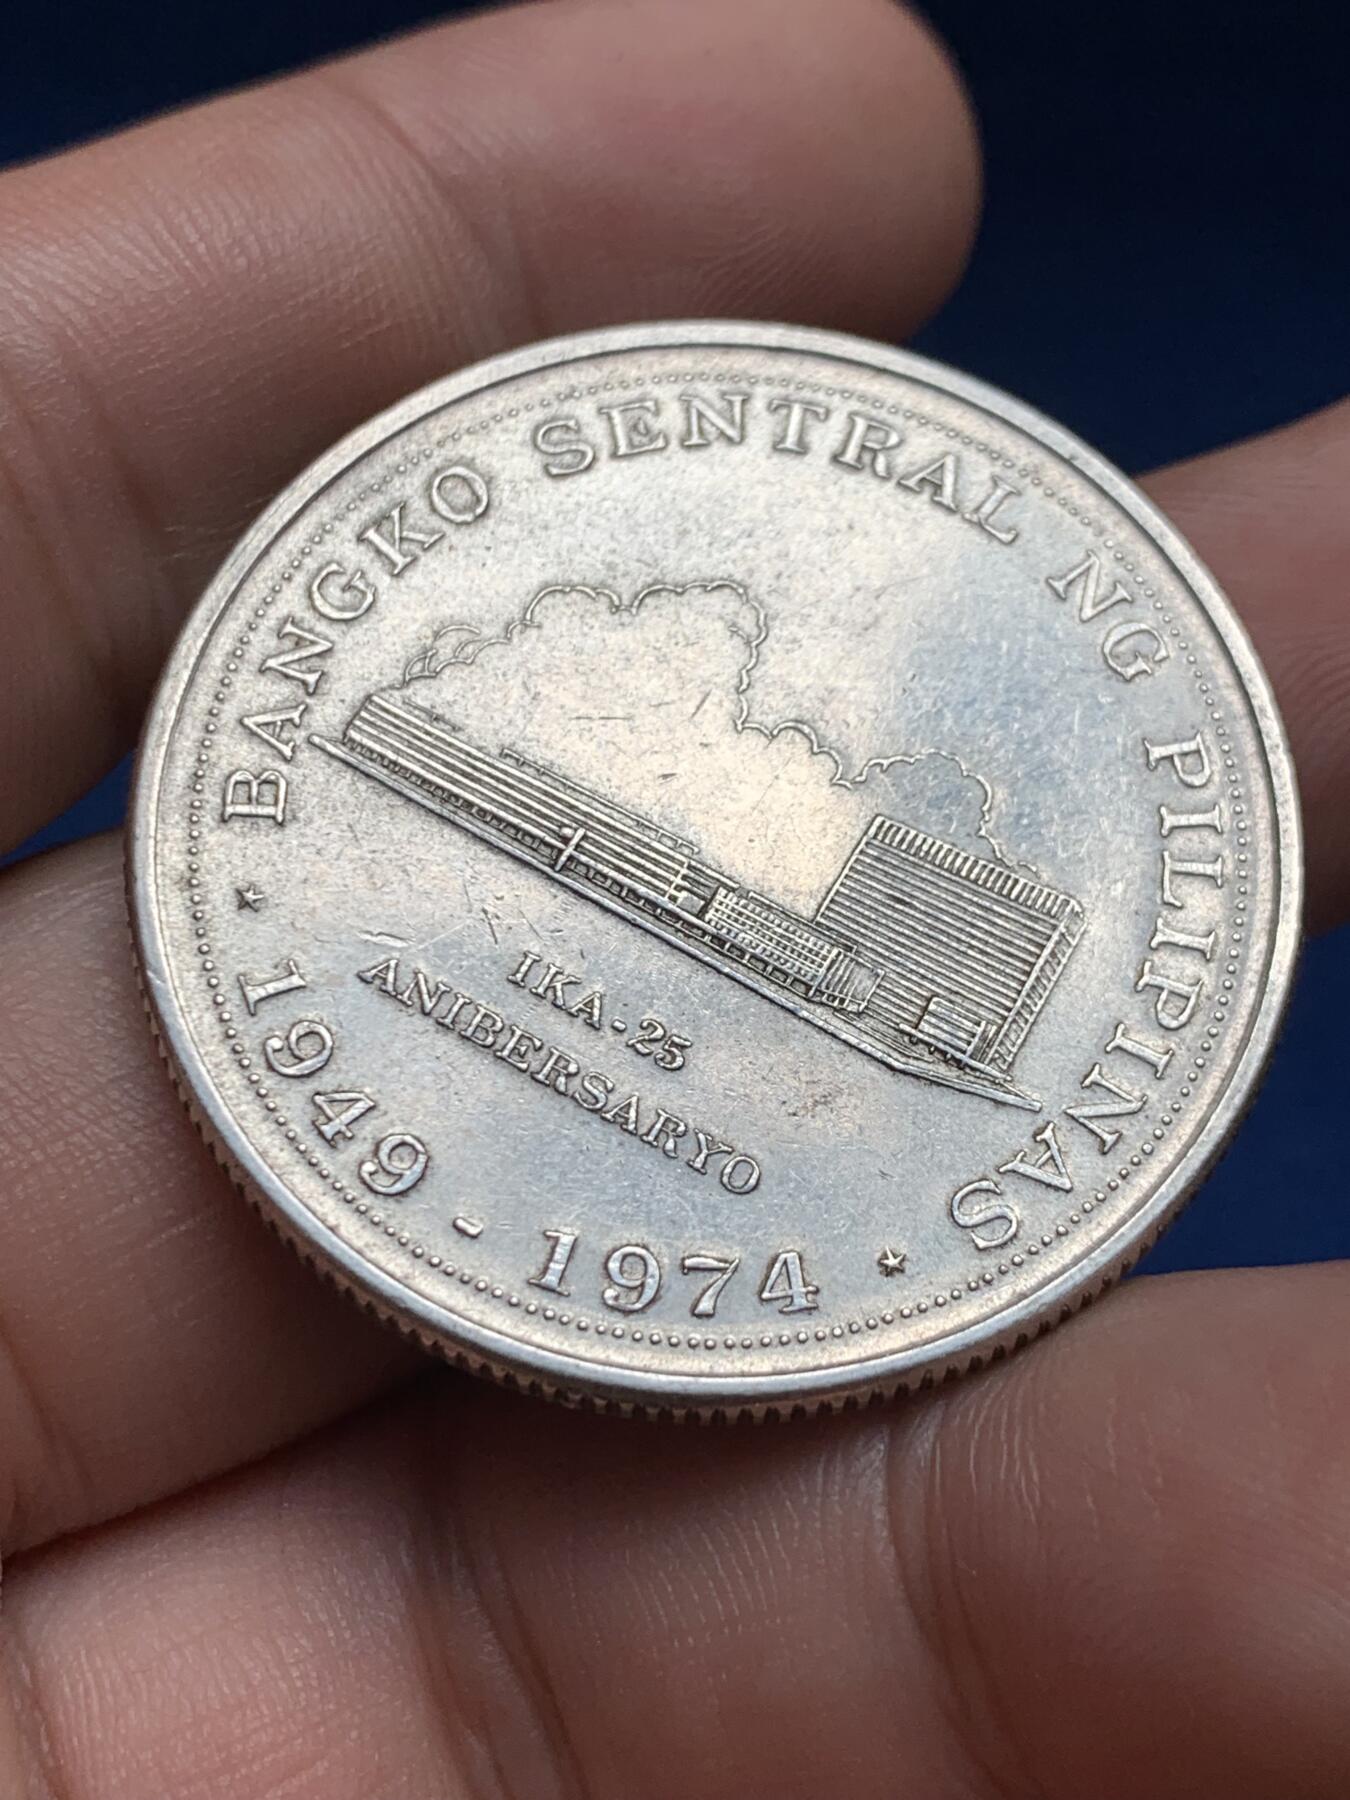 BANGKO SENTRAL NG PILIPINAS
IKA-25
ANIBERSARYO
1949 - 1974